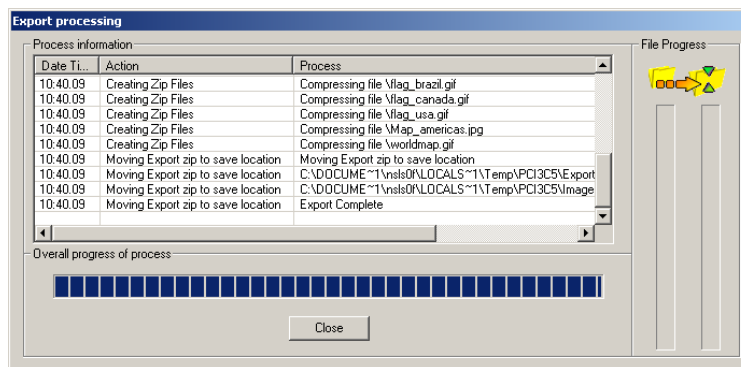 Export processing
Process information
File Progress
Date Ti... Action Process
10:40.09 Creating Zip Files Compressing file \flag_brazil.gif
10:40.09 Creating Zip Files Compressing file \flag_canada.gif
10:40.09 Creating Zip Files Compressing file \flag_usa.gif
10:40.09 Creating Zip Files Compressing file \Map_americas.jpg
10:40.09 Creating Zip Files Compressing file \worldmap.gif
10:40.09 Moving Export zip to save location Moving Export zip to save location
10:40.09 Moving Export zip to save location C:\DOCUME~1\nsls0f\LOCALS~1\Temp\PCI3C5\Export
10:40.09 Moving Export zip to save location C:\DOCUME~1\nsls0f\LOCALS~1\Temp\PCI3C5\Image
10:40.09 Moving Export zip to save location Export Complete
Overall progress of process
Close